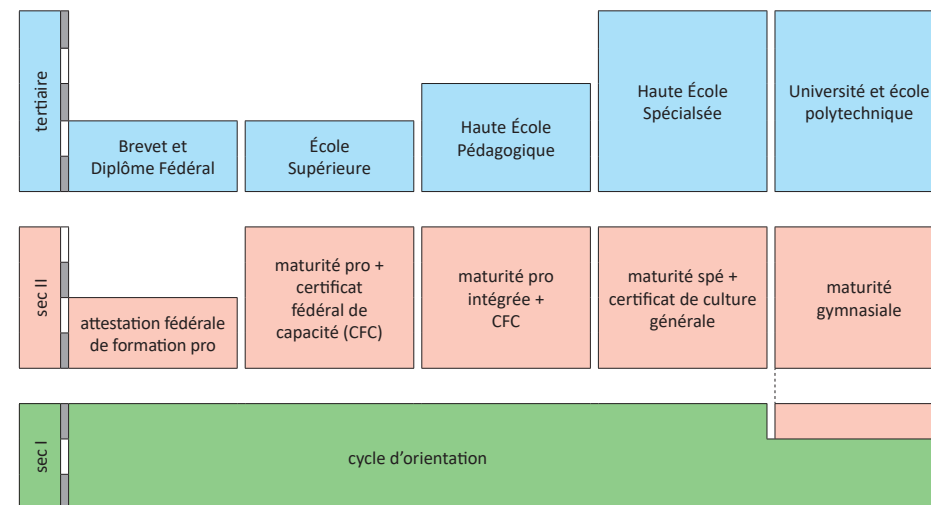 tertiaire
Brevet et
Diplôme Fédéral
École
Supérieure
Haute École
Pédagogique
Haute École
Spécialsée
Université et école
polytechnique
sec II
attestation fédérale
de formation pro
maturité pro +
certificat
fédéral de
capacité (CFC)
maturité pro
intégrée +
CFC
maturité spé +
certificat de culture
générale
maturité
gymnasiale
sec I
cycle d'orientation